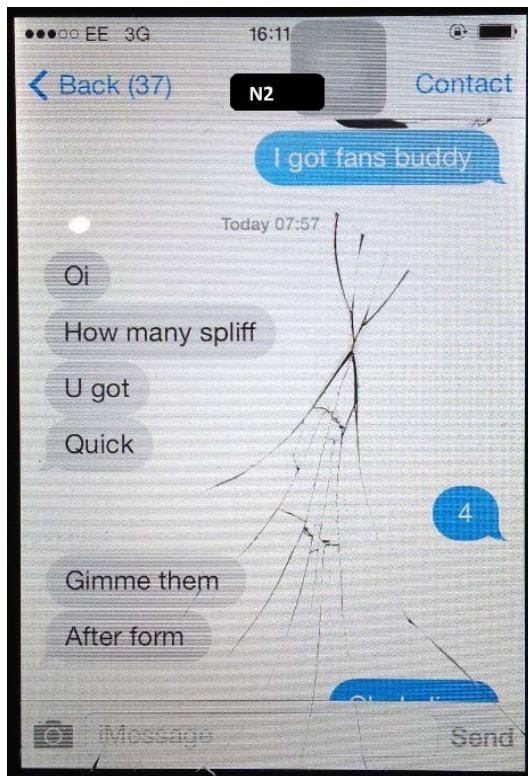 EE 3G 16:11
Back (37) N2 Contact
I got fans buddy
Today 07:57
Oi
How many spliff
U got
Quick
4
Gimme them
After form
iMessage Send